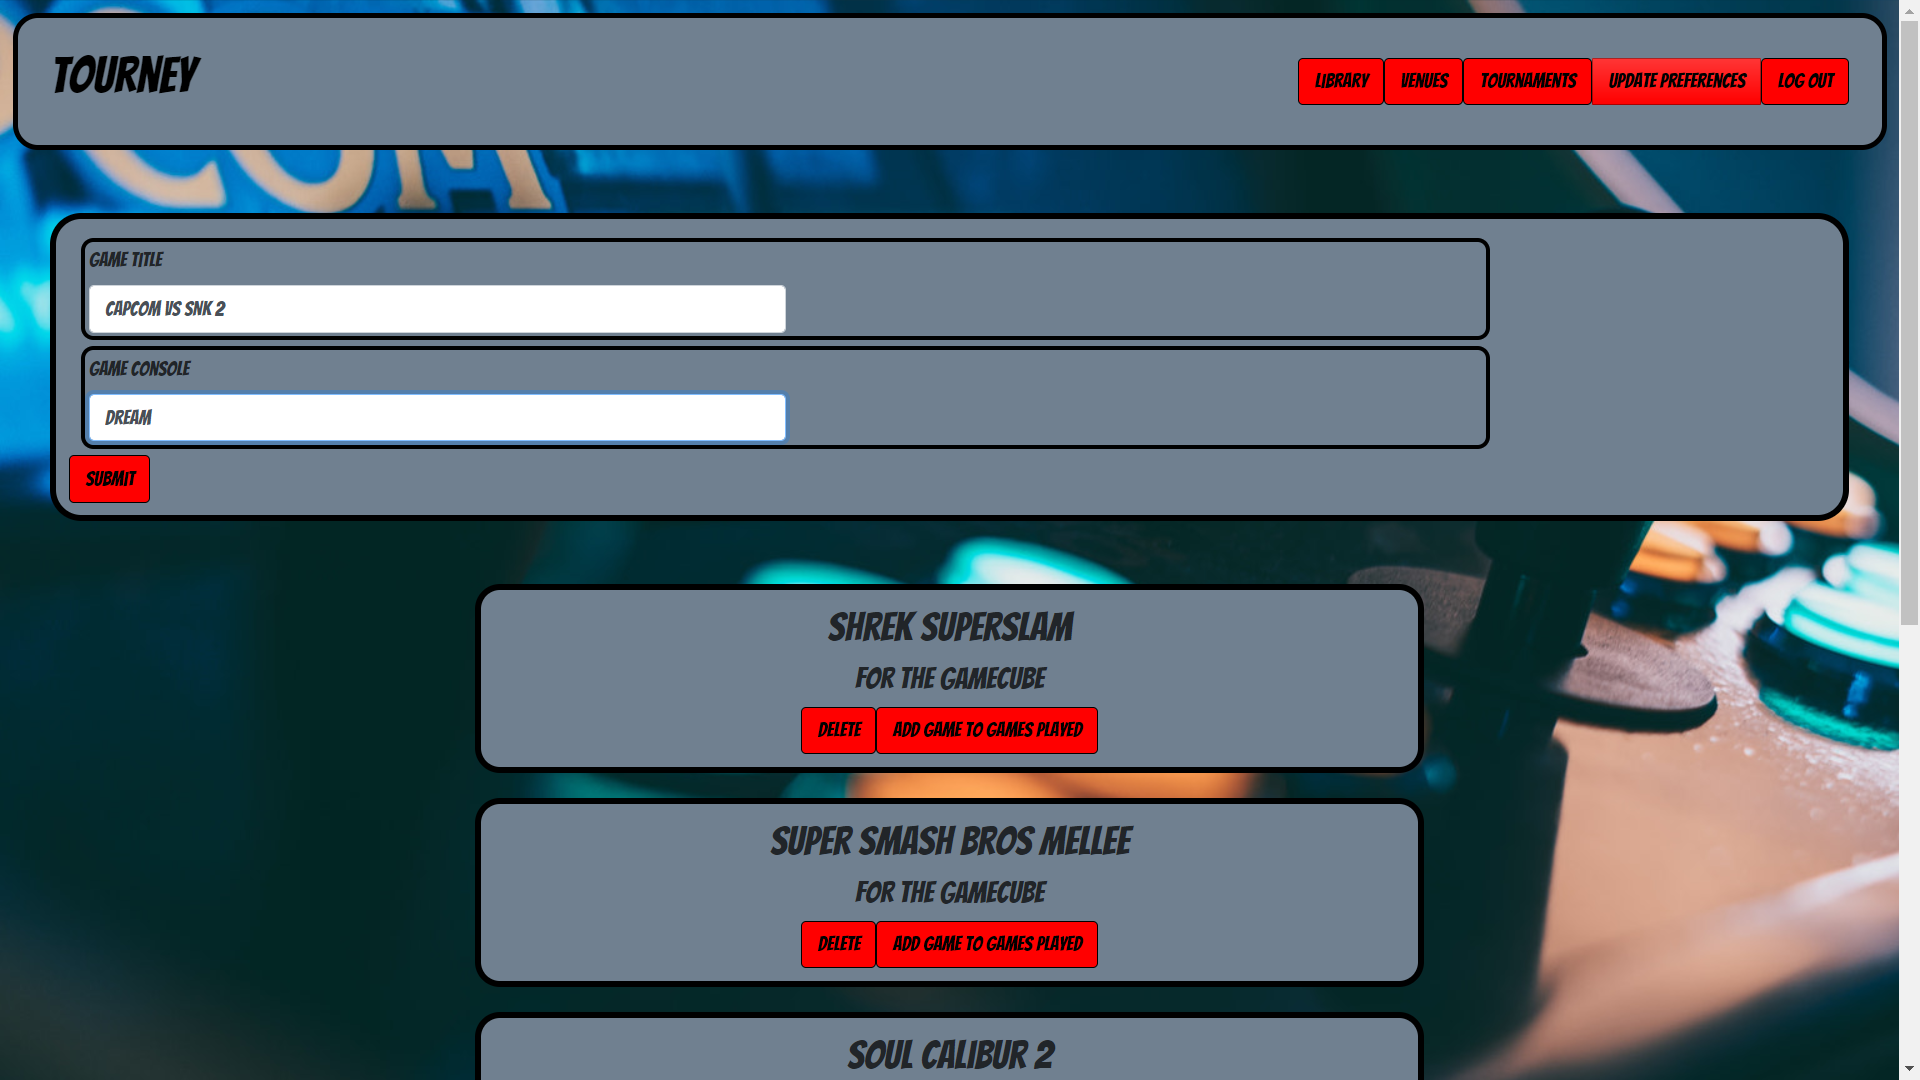 TOURNEY
LIBRARY VENUES TOURNAMENTS UPDATE PREFERENCES LOG OUT
COM
GAME TITLE
CAPCOM VS SNK 2
GAME CONSOLE
DREAM
SUBMIT
SHREK SUPERSLAM
FOR THE GAMECUBE
DELETE ADD GAME TO GAMES PLAYED
SUPER SMASH BROS MELLEE
FOR THE GAMECUBE
DELETE ADD GAME TO GAMES PLAYED
SOUL CALIBUR 2